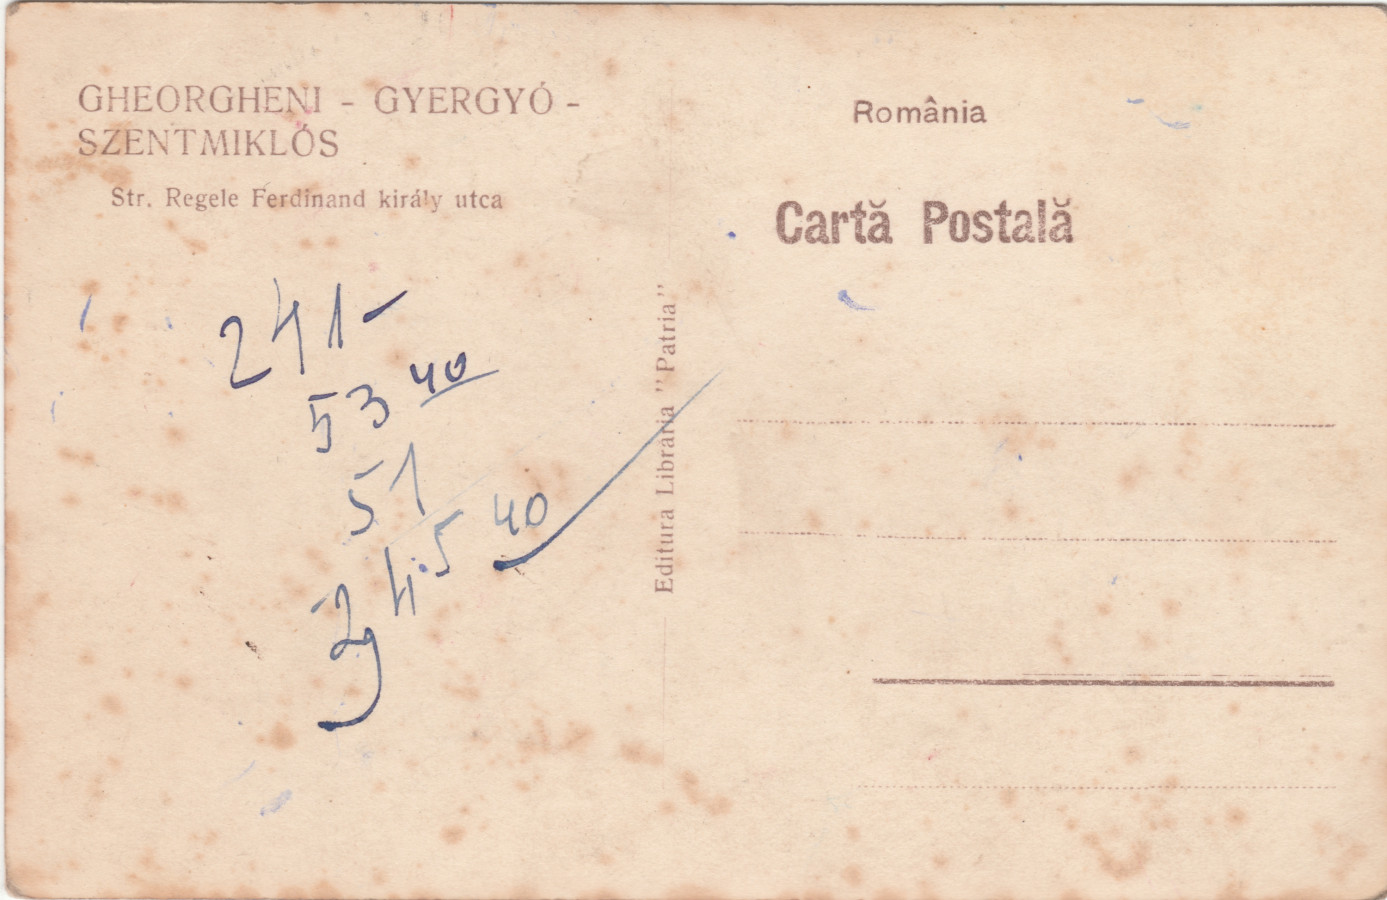 GHEORGHENI - GYERGYÓ -
SZENTMIKLÓS
Str. Regele Ferdinand király utca
241-
53 40
51
45 40
Editura Librăria "Patria"
România
Cartă Postală